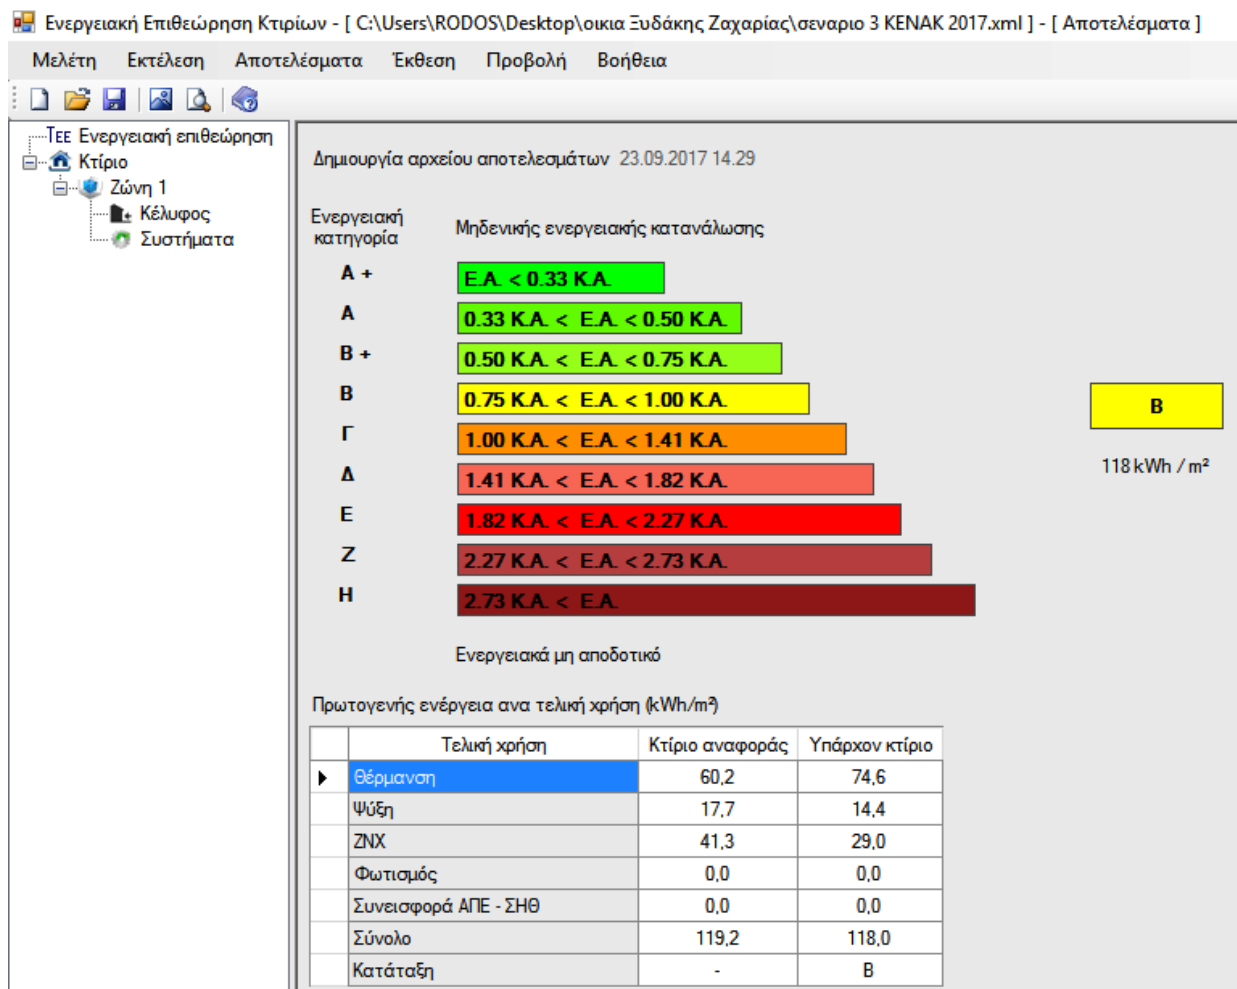 Ενεργειακή Επιθεώρηση Κτιρίων - [ C:\Users\RODOS\Desktop\οικια Ξυδάκης Ζαχαρίας\σεναριο 3 ΚΕΝΑΚ 2017.xml ] - [ Αποτελέσματα ]
Μελέτη Εκτέλεση Αποτελέσματα Έκθεση Προβολή Βοήθεια
ΤΕΕ Ενεργειακή επιθεώρηση
Κτίριο
Ζώνη 1
Κέλυφος
Συστήματα
Δημιουργία αρχείου αποτελεσμάτων 23.09.2017 14.29
Ενεργειακή κατηγορία
Μηδενικής ενεργειακής κατανάλωσης
Α + Ε.Α. < 0.33 Κ.Α.
Α 0.33 Κ.Α. < Ε.Α. < 0.50 Κ.Α.
Β + 0.50 Κ.Α. < Ε.Α. < 0.75 Κ.Α.
Β 0.75 Κ.Α. < Ε.Α. < 1.00 Κ.Α. Β
Γ 1.00 Κ.Α. < Ε.Α. < 1.41 Κ.Α.
118 kWh / m²
Δ 1.41 Κ.Α. < Ε.Α. < 1.82 Κ.Α.
Ε 1.82 Κ.Α. < Ε.Α. < 2.27 Κ.Α.
Ζ 2.27 Κ.Α. < Ε.Α. < 2.73 Κ.Α.
Η 2.73 Κ.Α. < Ε.Α.
Ενεργειακά μη αποδοτικό
Πρωτογενής ενέργεια ανα τελική χρήση (kWh/m²)
Τελική χρήση Κτίριο αναφοράς Υπάρχον κτίριο
Θέρμανση 60,2 74,6
Ψύξη 17,7 14,4
ΖΝΧ 41,3 29,0
Φωτισμός 0,0 0,0
Συνεισφορά ΑΠΕ - ΣΗΘ 0,0 0,0
Σύνολο 119,2 118,0
Κατάταξη - Β